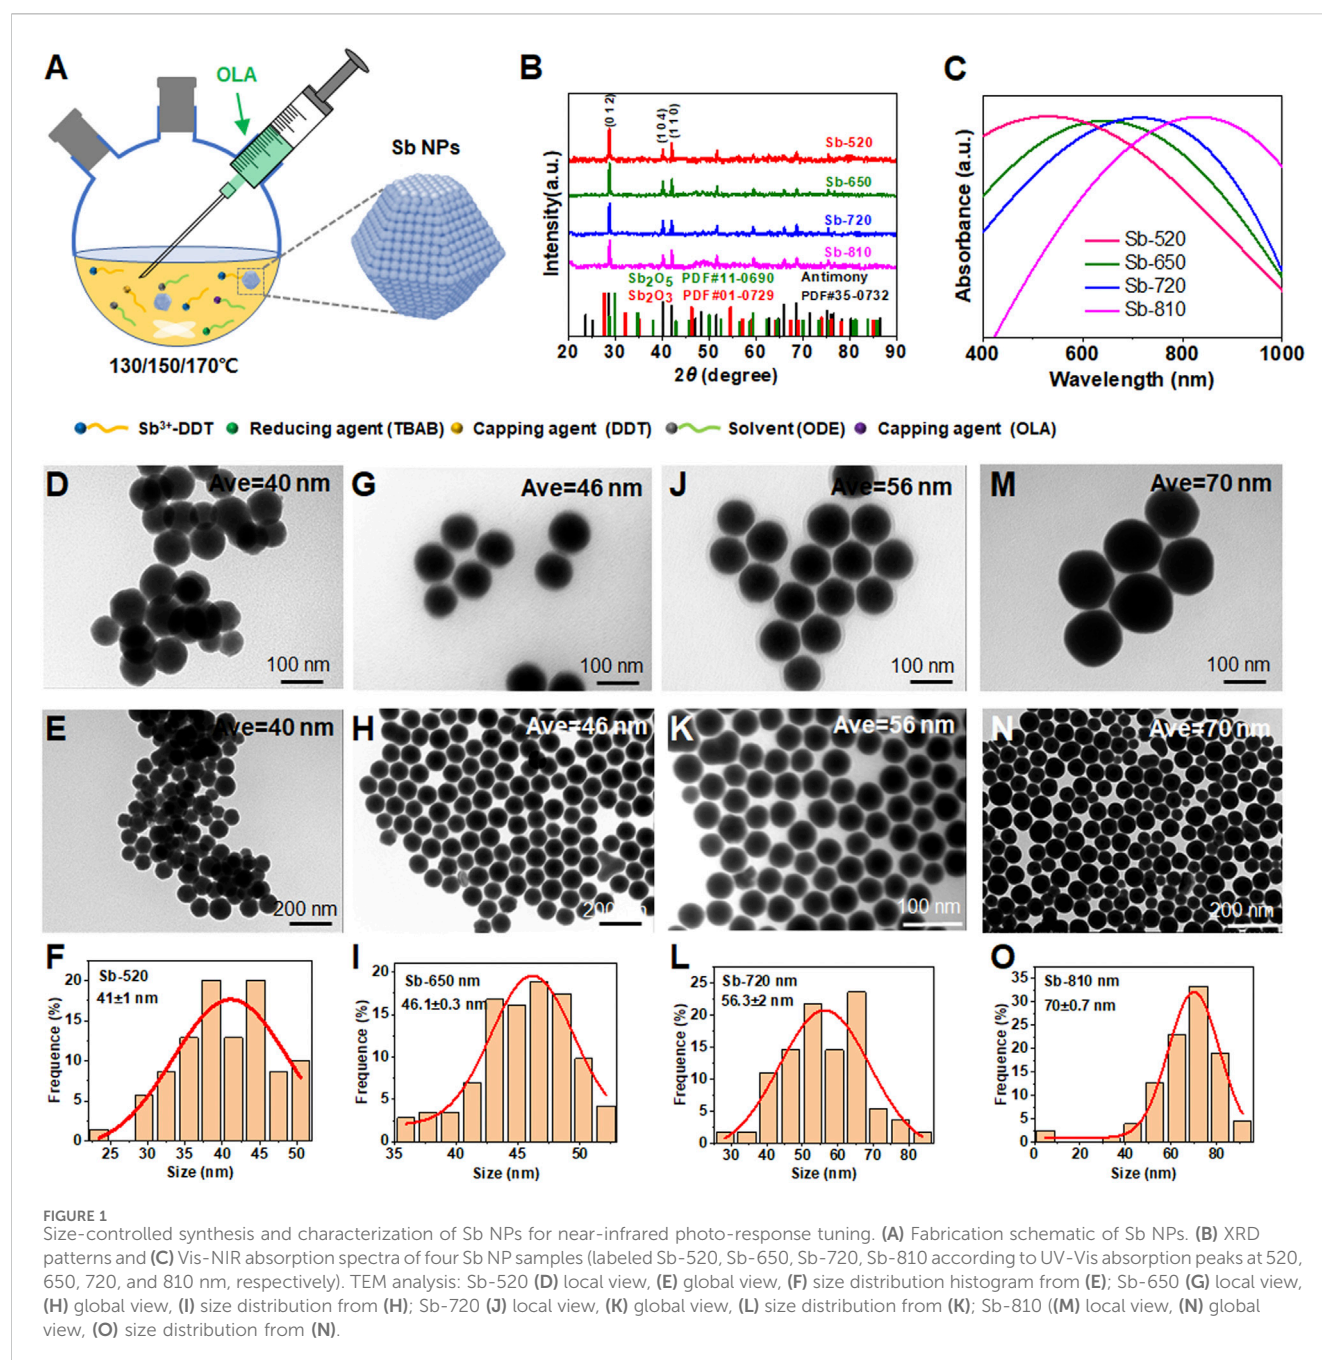 A
OLA
Sb NPs
130/150/170℃
B
Intensity(a.u.)
(0 1 2)
(1 0 4)
(1 1 0)
Sb-520
Sb-650
Sb-720
Sb-810
Sb2O5 PDF#11-0690
Sb2O3 PDF#01-0729
Antimony
PDF#35-0732
20 30 40 50 60 70 80 90
2θ (degree)
C
Absorbance (a.u.)
Sb-520
Sb-650
Sb-720
Sb-810
400 600 800 1000
Wavelength (nm)
Sb3+-DDT Reducing agent (TBAB) Capping agent (DDT) Solvent (ODE) Capping agent (OLA)
D
Ave=40 nm
100 nm
G
Ave=46 nm
100 nm
J
Ave=56 nm
100 nm
M
Ave=70 nm
100 nm
E
Ave=40 nm
200 nm
H
Ave=46 nm
200 nm
K
Ave=56 nm
100 nm
N
Ave=70 nm
200 nm
F
Sb-520
41±1 nm
Frequence (%)
20
15
10
5
0
25 30 35 40 45 50
Size (nm)
I
Sb-650 nm
46.1±0.3 nm
Frequence (%)
20
15
10
5
0
35 40 45 50
Size (nm)
L
Sb-720 nm
56.3±2 nm
Frequence (%)
25
20
15
10
5
0
30 40 50 60 70 80
Size (nm)
O
Sb-810 nm
70±0.7 nm
Frequence (%)
35
30
25
20
15
10
5
0
0 20 40 60 80
Size (nm)
FIGURE 1
Size-controlled synthesis and characterization of Sb NPs for near-infrared photo-response tuning. (A) Fabrication schematic of Sb NPs. (B) XRD
patterns and (C) Vis-NIR absorption spectra of four Sb NP samples (labeled Sb-520, Sb-650, Sb-720, Sb-810 according to UV-Vis absorption peaks at 520,
650, 720, and 810 nm, respectively). TEM analysis: Sb-520 (D) local view, (E) global view, (F) size distribution histogram from (E); Sb-650 (G) local view,
(H) global view, (I) size distribution from (H); Sb-720 (J) local view, (K) global view, (L) size distribution from (K); Sb-810 ((M) local view, (N) global
view, (O) size distribution from (N).